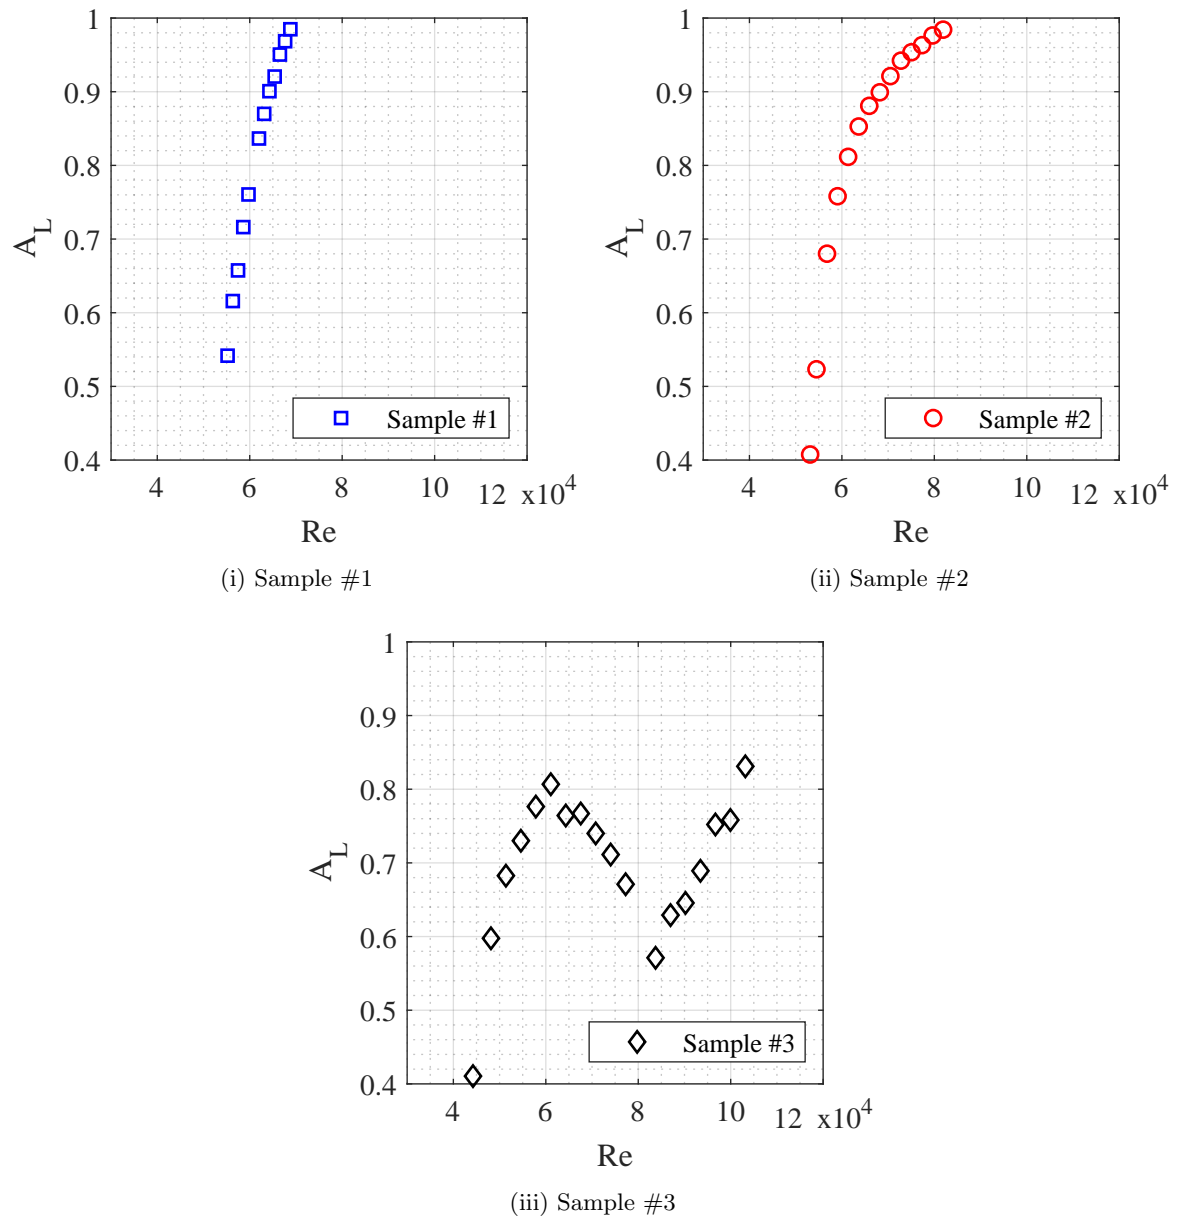 1
0.9
0.8
0.7
0.6
0.5
0.4
A_L
Sample #1
4 6 8 10 12 x10^4
Re
(i) Sample #1
1
0.9
0.8
0.7
0.6
0.5
0.4
A_L
Sample #2
4 6 8 10 12 x10^4
Re
(ii) Sample #2
1
0.9
0.8
0.7
0.6
0.5
0.4
A_L
Sample #3
4 6 8 10 12 x10^4
Re
(iii) Sample #3